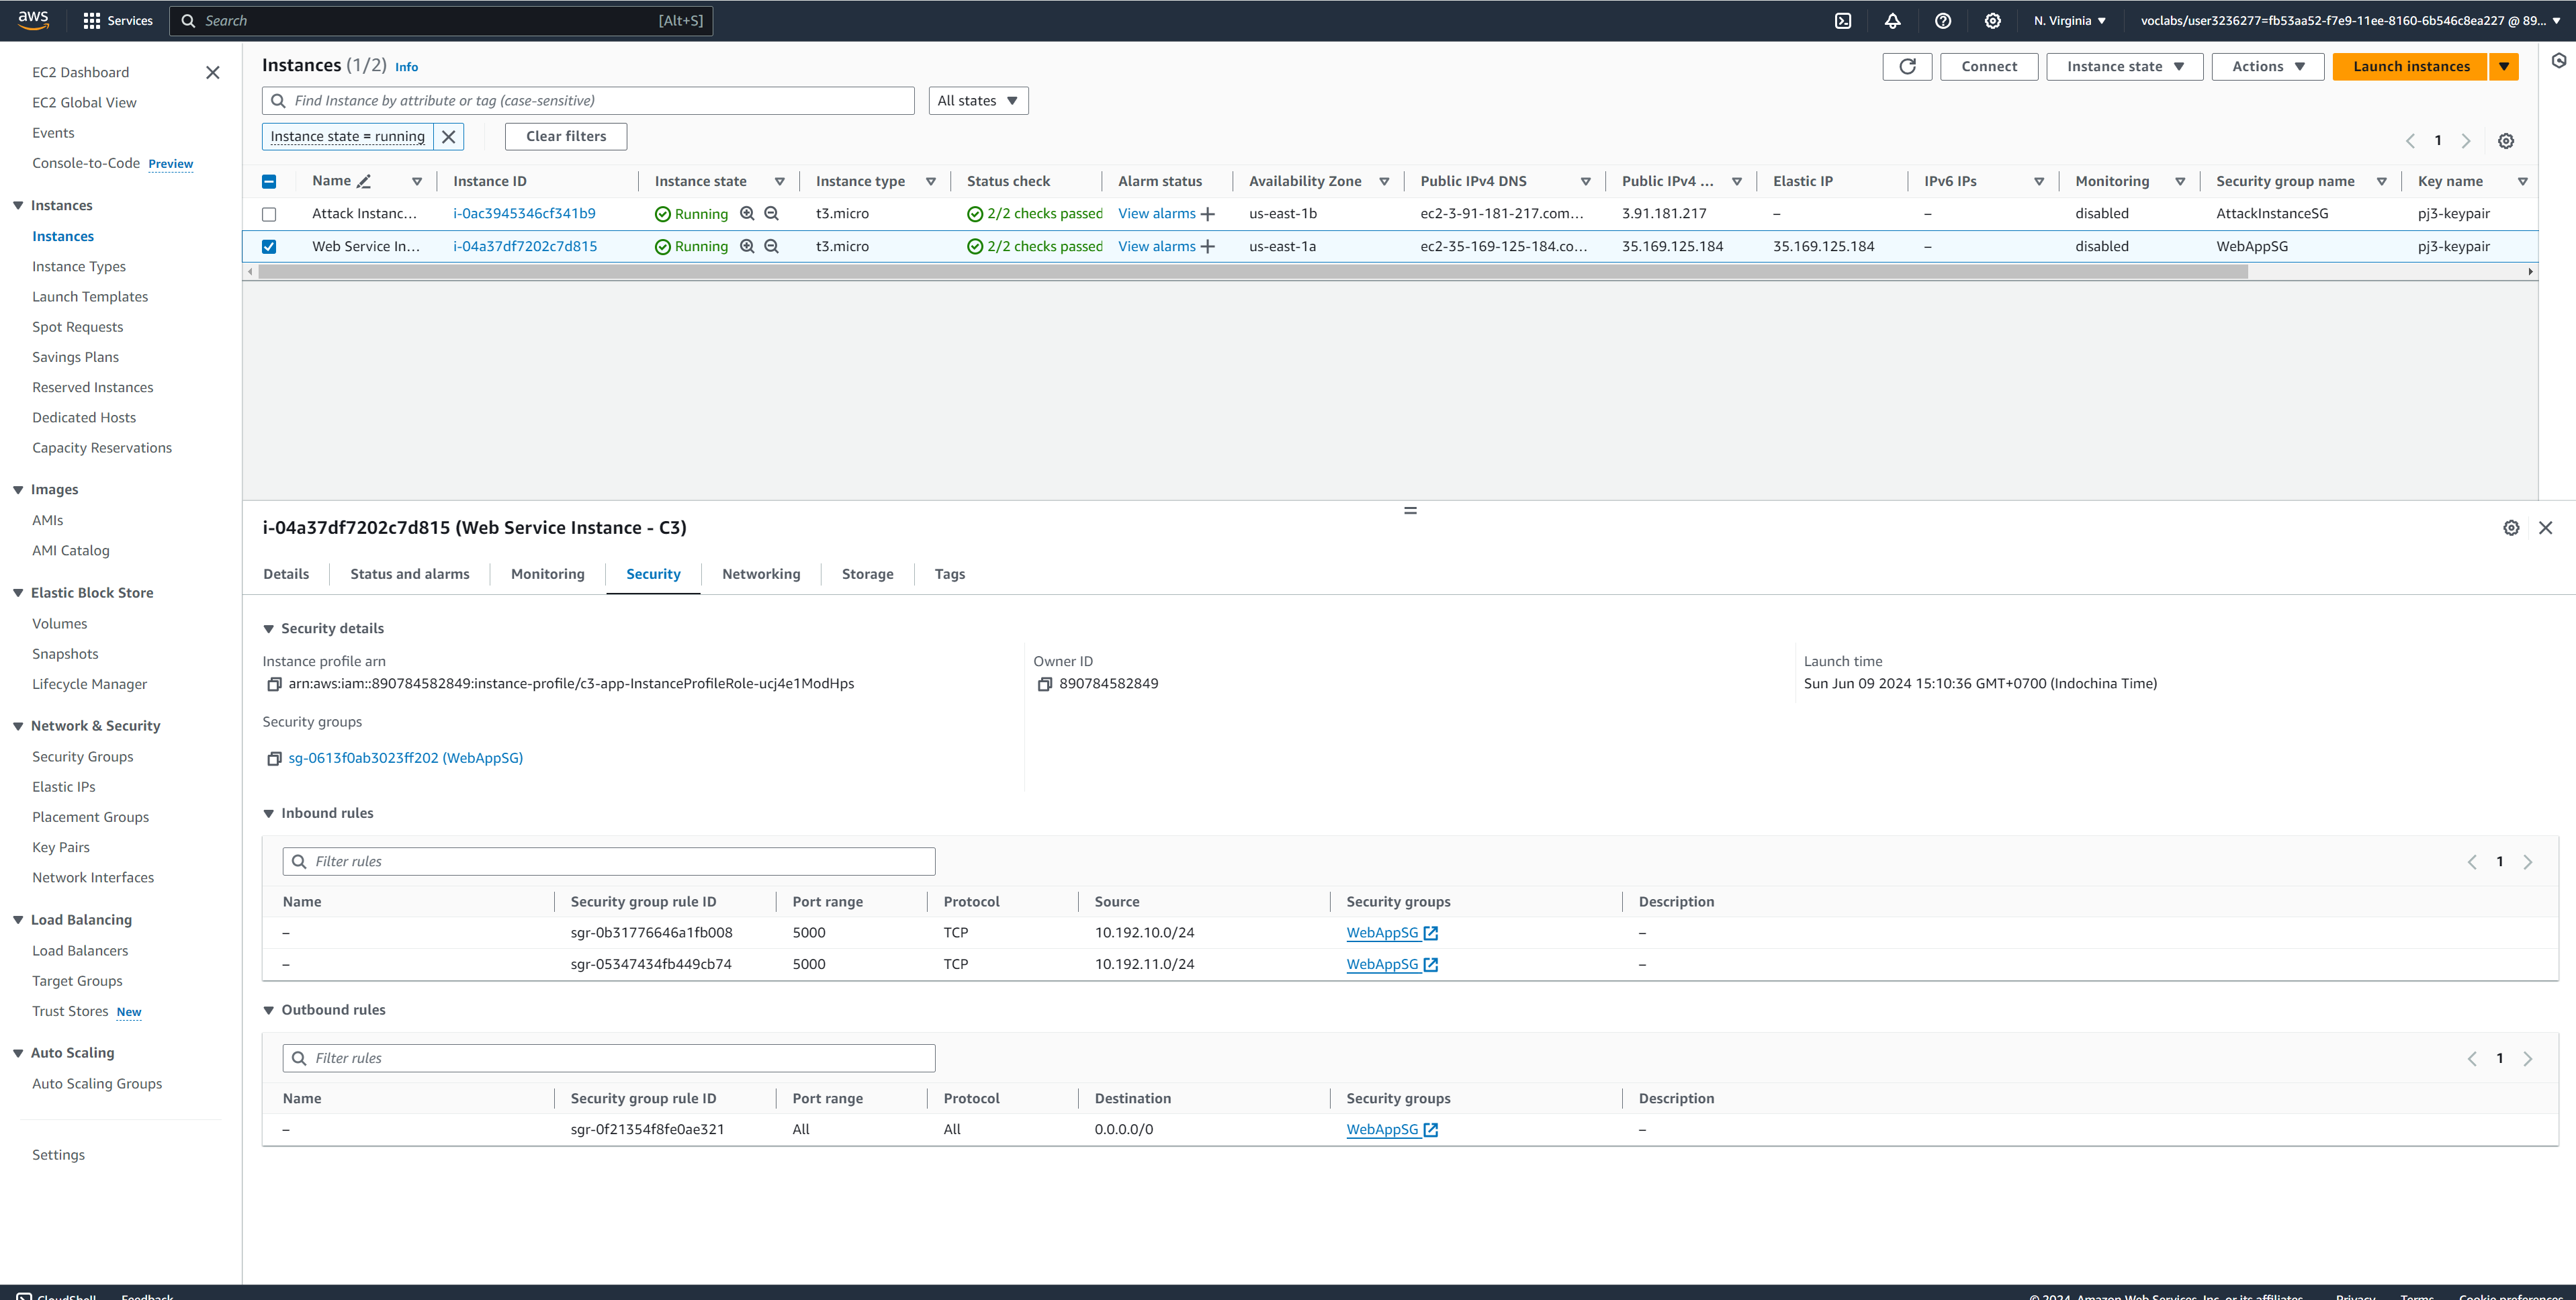 aws Services Search [Alt+S] N. Virginia voclabs/user3236277=fb53aa52-f7e9-11ee-8160-6b546c8ea227 @ 89...
EC2 Dashboard
EC2 Global View
Events
Console-to-Code Preview
Instances
Instances
Instance Types
Launch Templates
Spot Requests
Savings Plans
Reserved Instances
Dedicated Hosts
Capacity Reservations
Images
AMIs
AMI Catalog
Elastic Block Store
Volumes
Snapshots
Lifecycle Manager
Network & Security
Security Groups
Elastic IPs
Placement Groups
Key Pairs
Network Interfaces
Load Balancing
Load Balancers
Target Groups
Trust Stores New
Auto Scaling
Auto Scaling Groups
Settings
Instances (1/2) Info Connect Instance state Actions Launch instances
Find Instance by attribute or tag (case-sensitive) All states
Instance state = running Clear filters 1
Name Instance ID Instance state Instance type Status check Alarm status Availability Zone Public IPv4 DNS Public IPv4 ... Elastic IP IPv6 IPs Monitoring Security group name Key name
Attack Instanc... i-0ac3945346cf341b9 Running t3.micro 2/2 checks passed View alarms + us-east-1b ec2-3-91-181-217.com... 3.91.181.217 – – disabled AttackInstanceSG pj3-keypair
Web Service In... i-04a37df7202c7d815 Running t3.micro 2/2 checks passed View alarms + us-east-1a ec2-35-169-125-184.co... 35.169.125.184 35.169.125.184 – disabled WebAppSG pj3-keypair
i-04a37df7202c7d815 (Web Service Instance - C3)
Details Status and alarms Monitoring Security Networking Storage Tags
Security details
Instance profile arn Owner ID Launch time
arn:aws:iam::890784582849:instance-profile/c3-app-InstanceProfileRole-ucj4e1ModHps 890784582849 Sun Jun 09 2024 15:10:36 GMT+0700 (Indochina Time)
Security groups
sg-0613f0ab3023ff202 (WebAppSG)
Inbound rules
Filter rules 1
Name Security group rule ID Port range Protocol Source Security groups Description
– sgr-0b31776646a1fb008 5000 TCP 10.192.10.0/24 WebAppSG –
– sgr-05347434fb449cb74 5000 TCP 10.192.11.0/24 WebAppSG –
Outbound rules
Filter rules 1
Name Security group rule ID Port range Protocol Destination Security groups Description
– sgr-0f21354f8fe0ae321 All All 0.0.0.0/0 WebAppSG –
CloudShell Feedback © 2024, Amazon Web Services, Inc. or its affiliates. Privacy Terms Cookie preferences